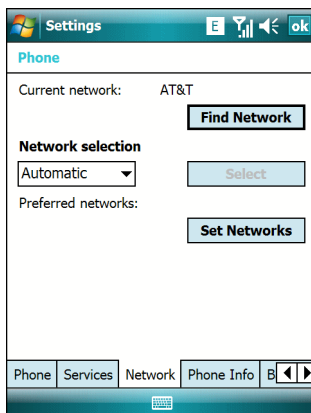 Settings E ok
Phone
Current network: AT&T
Find Network
Network selection
Automatic Select
Preferred networks:
Set Networks
Phone Services Network Phone Info B